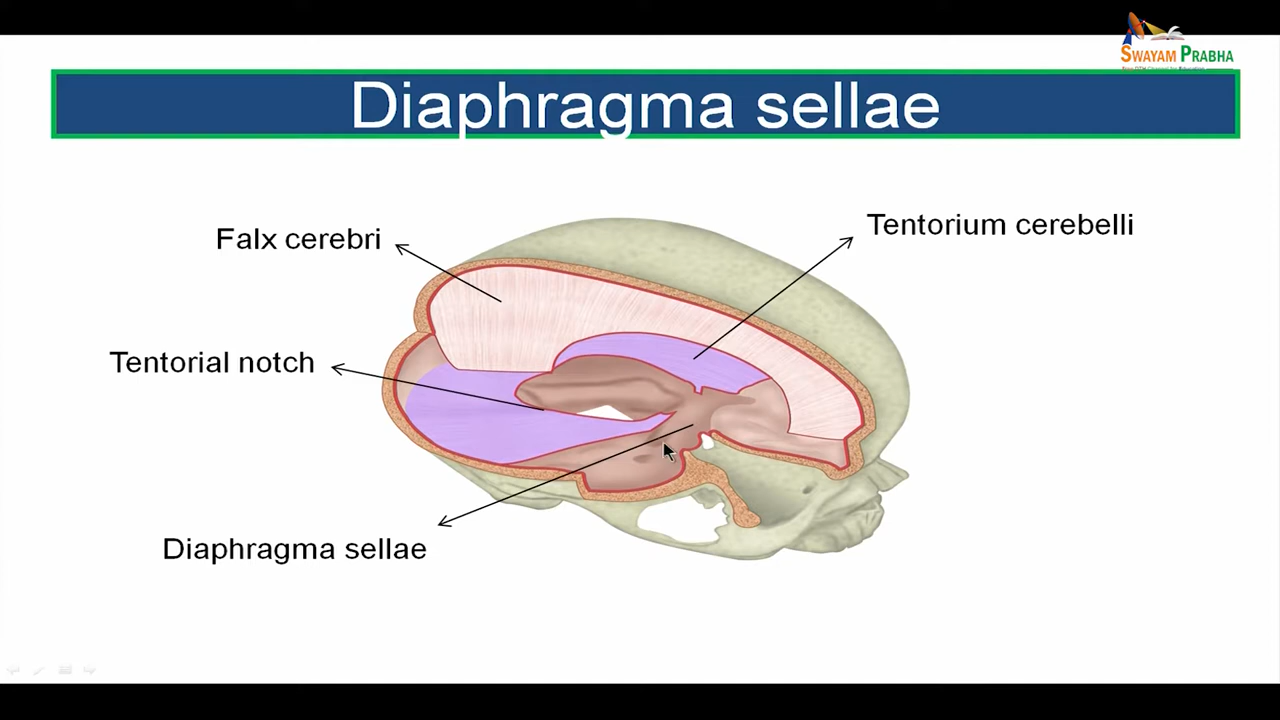 SWAYAM PRABHA
Diaphragma sellae
Falx cerebri
Tentorium cerebelli
Tentorial notch
Diaphragma sellae